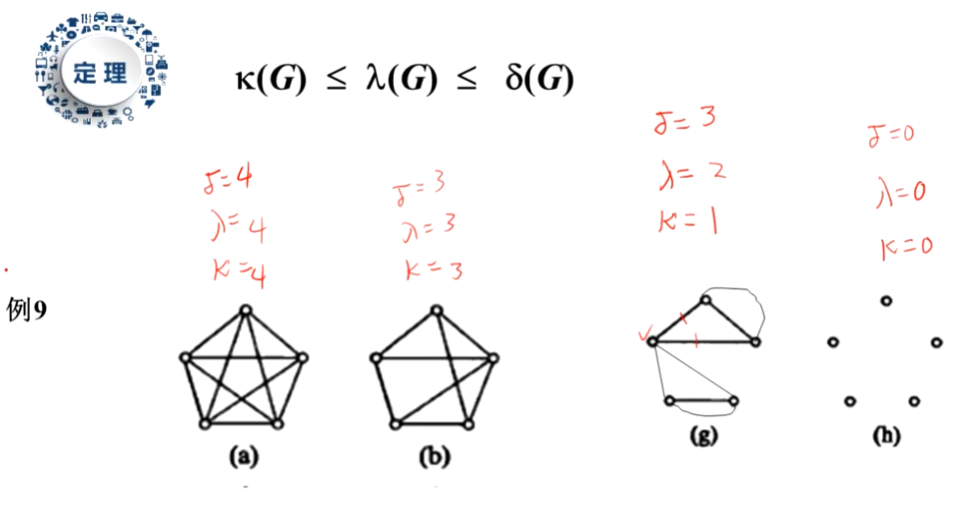 定理
κ(G) ≤ λ(G) ≤ δ(G)
δ=4
λ=4
κ=4
δ=3
λ=3
κ=3
δ=3
λ=2
κ=1
δ=0
λ=0
κ=0
例9
(a)
(b)
(g)
(h)